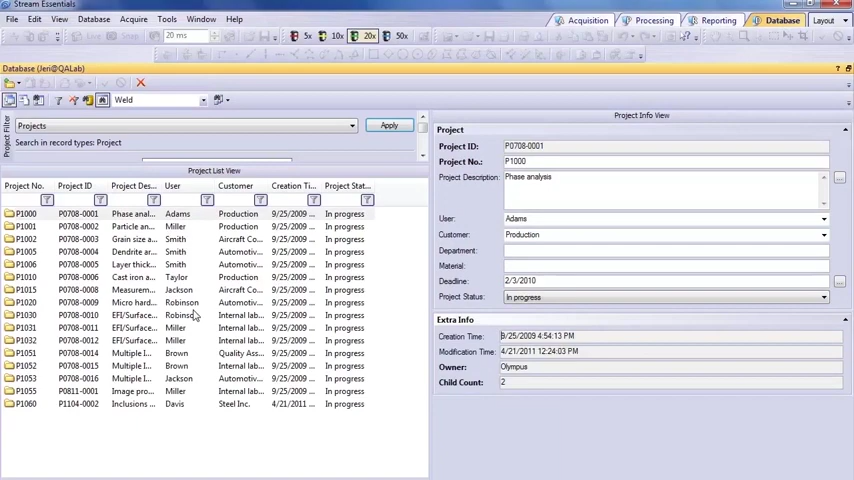 Stream Essentials
File Edit View Database Acquire Tools Window Help
Acquisition Processing Reporting Database Layout
Live Snap 20 ms 5x 10x 20x 50x
Database (Jeri@QALab)
Weld
Project Filter
Projects Apply
Search in record types: Project
Project List View
Project No. Project ID Project Des... User Customer Creation Ti... Project Stat...
P1000 P0708-0001 Phase anal... Adams Production 9/25/2009 ... In progress
P1001 P0708-0002 Particle an... Miller Production 9/25/2009 ... In progress
P1002 P0708-0003 Grain size a... Smith Aircraft Co... 9/25/2009 ... In progress
P1005 P0708-0004 Dendrite ar... Smith Automotiv... 9/25/2009 ... In progress
P1006 P0708-0005 Layer thick... Smith Automotiv... 9/25/2009 ... In progress
P1010 P0708-0006 Cast iron a... Taylor Production 9/25/2009 ... In progress
P1015 P0708-0008 Measurem... Jackson Automotiv... 9/25/2009 ... In progress
P1020 P0708-0009 Micro hard... Robinson Automotiv... 9/25/2009 ... In progress
P1030 P0708-0010 EFI/Surface... Internal lab... 9/25/2009 ... In progress
P1031 P0708-0011 EFI/Surface... Miller Internal lab... 9/25/2009 ... In progress
P1032 P0708-0012 EFI/Surface... Miller Internal lab... 9/25/2009 ... In progress
P1051 P0708-0014 Multiple I... Brown Quality Ass... 9/25/2009 ... In progress
P1052 P0708-0015 Multiple I... Brown Internal lab... 9/25/2009 ... In progress
P1053 P0708-0016 Multiple I... Jackson Automotiv... 9/25/2009 ... In progress
P1055 P0811-0001 Image pro... Miller Internal lab... 9/25/2009 ... In progress
P1060 P1104-0002 Inclusions ... Davis Steel Inc. 4/21/2011 ... In progress
Project Info View
Project
Project ID: P0708-0001
Project No.: P1000
Project Description: Phase analysis
User: Adams
Customer: Production
Department:
Material:
Deadline: 2/3/2010
Project Status: In progress
Extra Info
Creation Time: 9/25/2009 4:54:13 PM
Modification Time: 4/21/2011 12:24:03 PM
Owner: Olympus
Child Count: 2